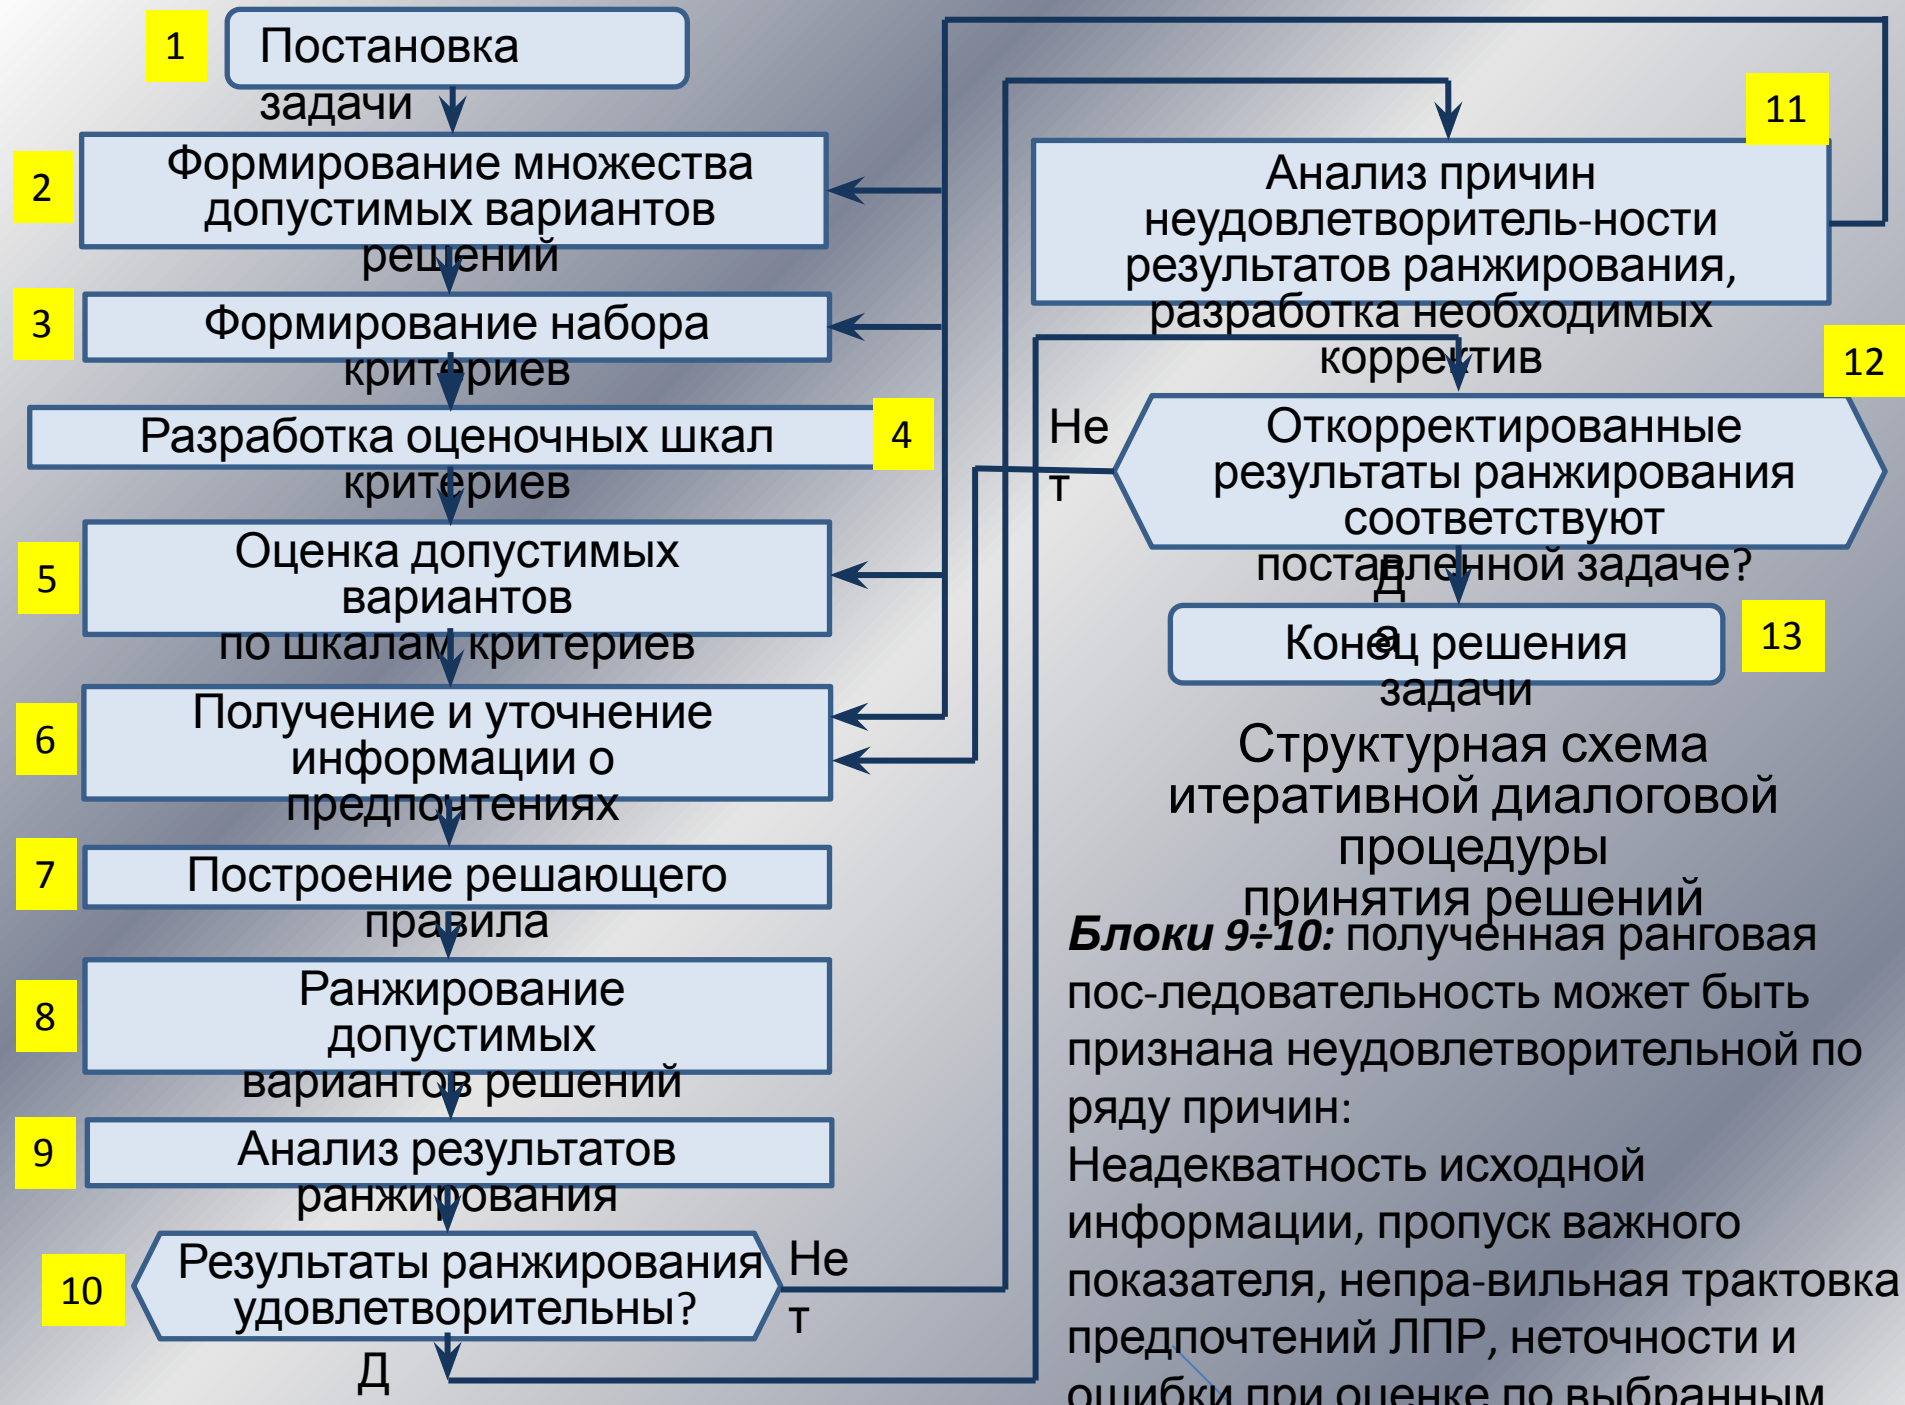 1
Постановка
задачи
2
Формирование множества
допустимых вариантов
решений
3
Формирование набора
критериев
Разработка оценочных шкал
критериев
4
5
Оценка допустимых
вариантов
по шкалам критериев
6
Получение и уточнение
информации о
предпочтениях
7
Построение решающего
правила
8
Ранжирование
допустимых
вариантов решений
9
Анализ результатов
ранжирования
10
Результаты ранжирования
удовлетворительны?
Не
т
Д
11
Анализ причин
неудовлетворитель-ности
результатов ранжирования,
разработка необходимых
корректив
12
Не
т
Откорректированные
результаты ранжирования
соответствуют
поставленной задаче?
Д
а
Конец решения
задачи
13
Структурная схема
итеративной диалоговой
процедуры
принятия решений
Блоки 9÷10: полученная ранговая
пос-ледовательность может быть
признана неудовлетворительной по
ряду причин:
Неадекватность исходной
информации, пропуск важного
показателя, непра-вильная трактовка
предпочтений ЛПР, неточности и
ошибки при оценке по выбранным